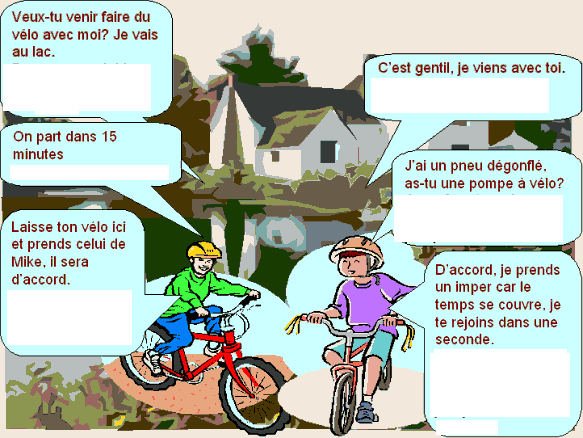 Veux-tu venir faire du
vélo avec moi? Je vais
au lac.
C'est gentil, je viens avec toi.
On part dans 15
minutes
J'ai un pneu dégonflé,
as-tu une pompe à vélo?
Laisse ton vélo ici
et prends celui de
Mike, il sera
d'accord.
D'accord, je prends
un imper car le
temps se couvre, je
te rejoins dans une
seconde.